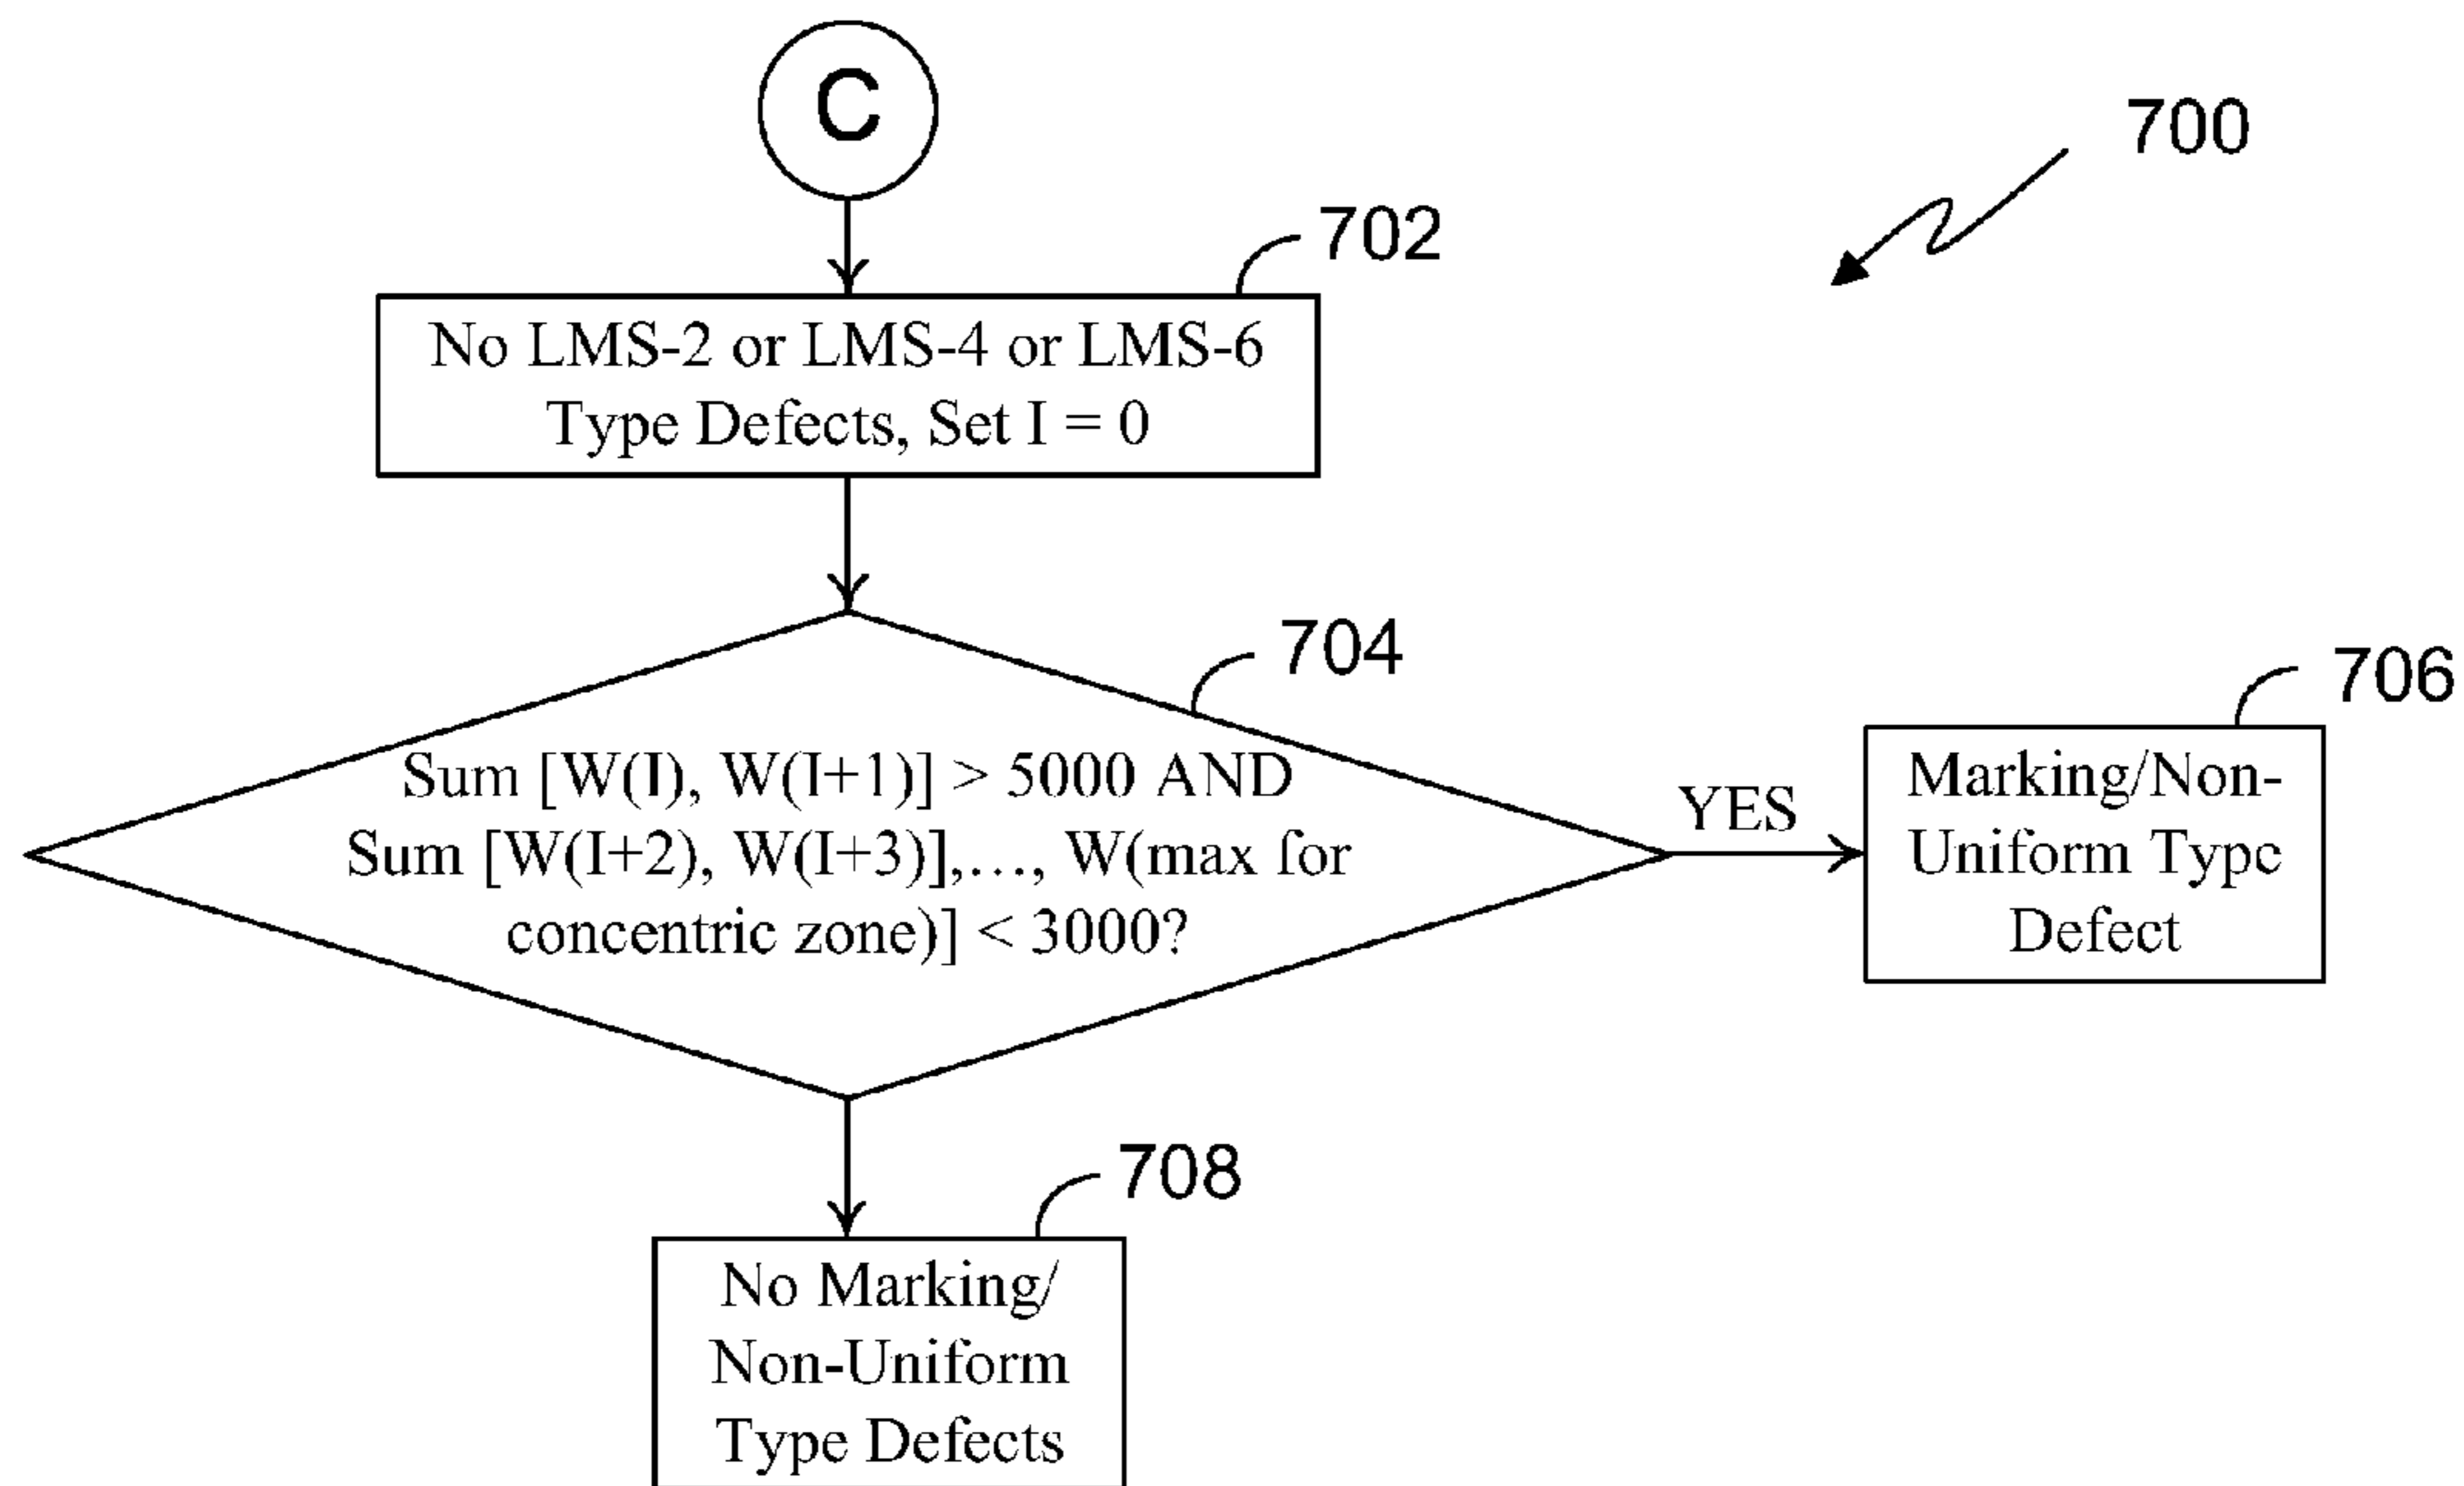 C
700
702
No LMS-2 or LMS-4 or LMS-6
Type Defects, Set I = 0
704
Sum [W(I), W(I+1)] > 5000 AND
Sum [W(I+2), W(I+3)],..., W(max for
concentric zone)] < 3000?
YES
706
Marking/Non-
Uniform Type
Defect
708
No Marking/
Non-Uniform
Type Defects